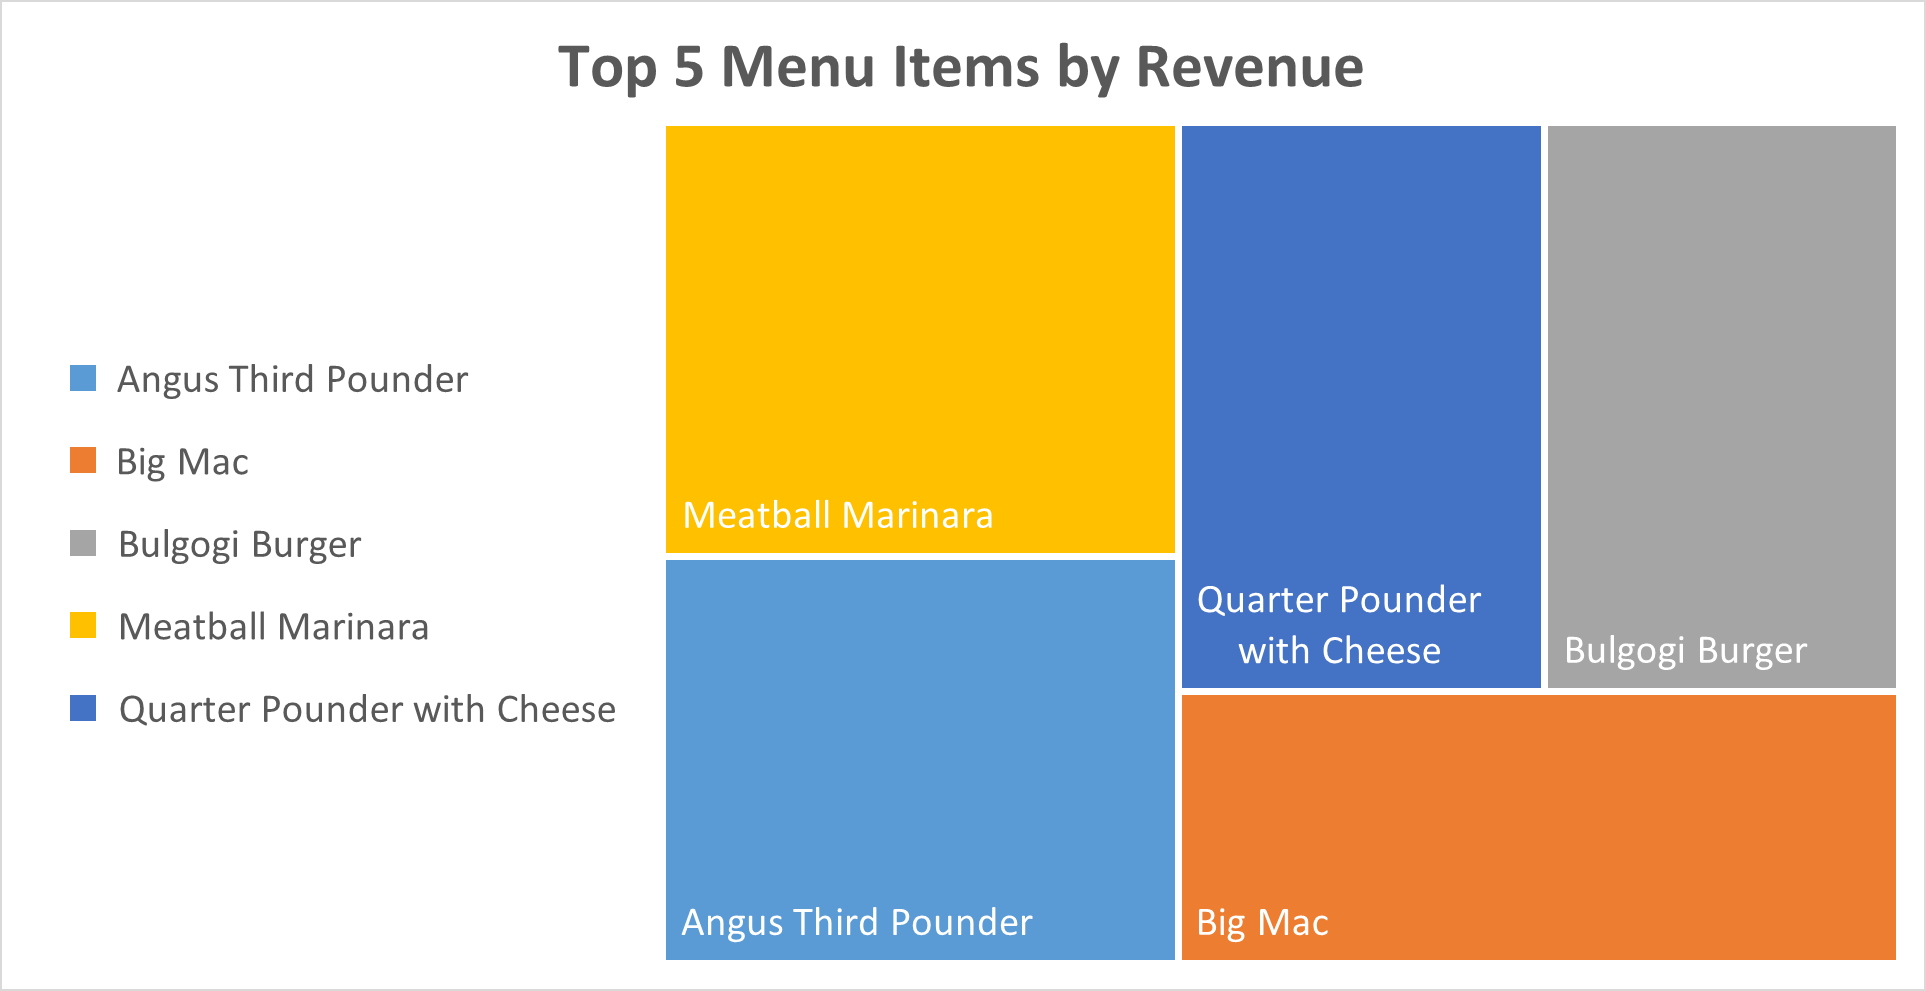 Top 5 Menu Items by Revenue
Angus Third Pounder
Big Mac
Bulgogi Burger
Meatball Marinara
Quarter Pounder with Cheese
Meatball Marinara
Angus Third Pounder
Quarter Pounder
with Cheese
Bulgogi Burger
Big Mac